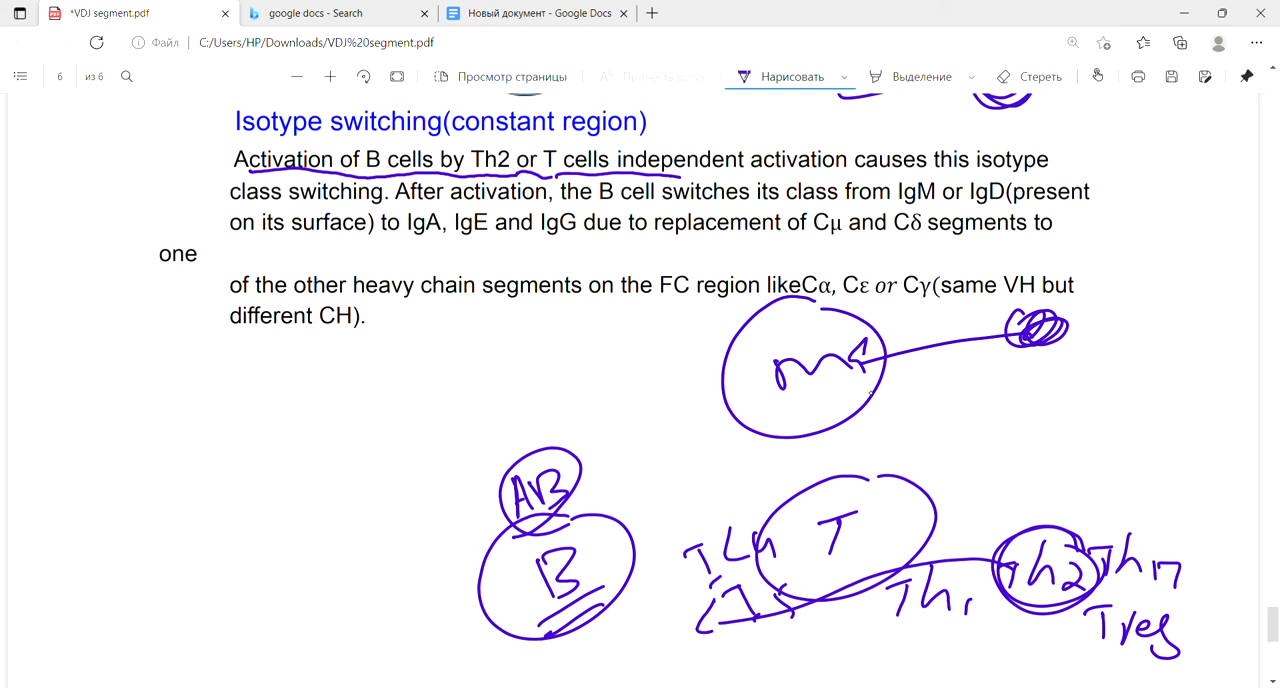 *VDJ segment.pdf
google docs - Search
Новый документ - Google Docs
Файл
C:/Users/HP/Downloads/VDJ%20segment.pdf
6 из 6
Просмотр страницы
Нарисовать
Выделение
Стереть
Isotype switching(constant region)
Activation of B cells by Th2 or T cells independent activation causes this isotype
class switching. After activation, the B cell switches its class from IgM or IgD(present
on its surface) to IgA, IgE and IgG due to replacement of Cμ and Cδ segments to
one
of the other heavy chain segments on the FC region likeCα, Cε or Cγ(same VH but
different CH).
m
AB
B
T
Th1
Th2
Th17
Treg